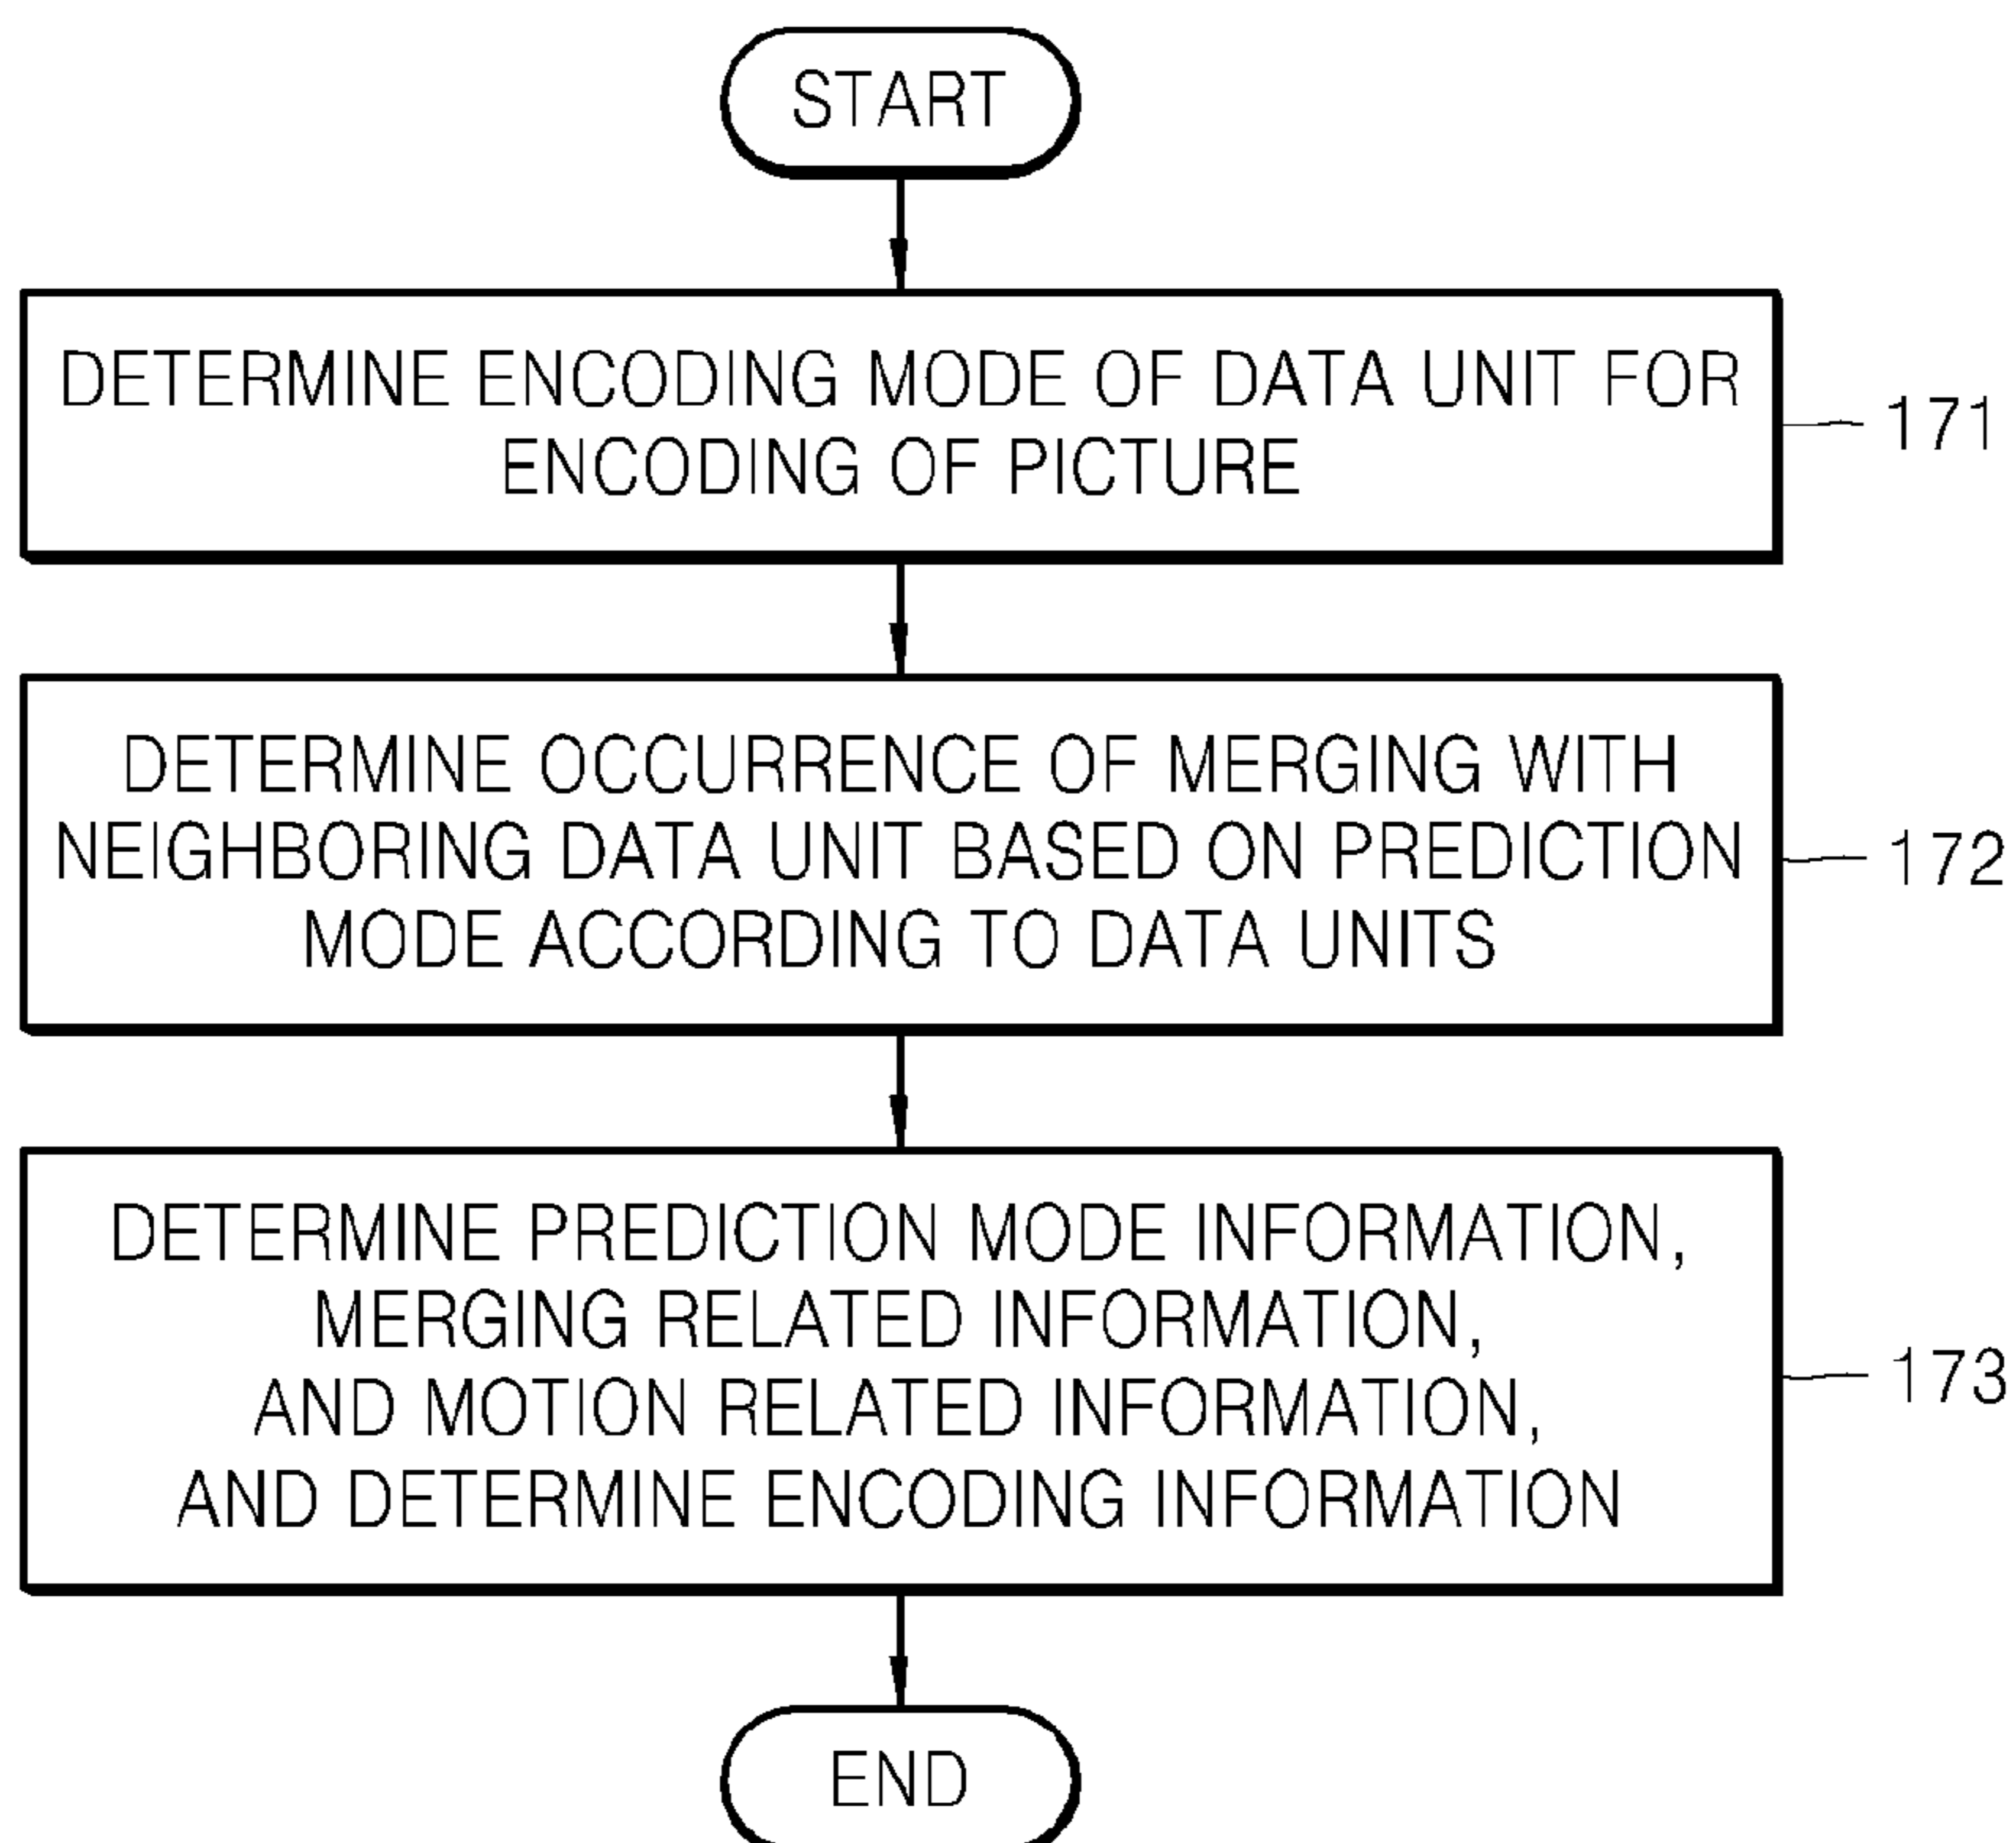 START
DETERMINE ENCODING MODE OF DATA UNIT FOR
ENCODING OF PICTURE
171
DETERMINE OCCURRENCE OF MERGING WITH
NEIGHBORING DATA UNIT BASED ON PREDICTION
MODE ACCORDING TO DATA UNITS
172
DETERMINE PREDICTION MODE INFORMATION,
MERGING RELATED INFORMATION,
AND MOTION RELATED INFORMATION,
AND DETERMINE ENCODING INFORMATION
173
END